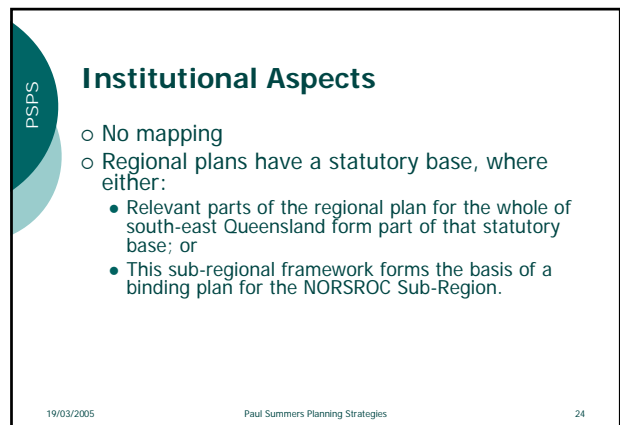 PSPS
Institutional Aspects
○ No mapping
○ Regional plans have a statutory base, where
either:
● Relevant parts of the regional plan for the whole of
south-east Queensland form part of that statutory
base; or
● This sub-regional framework forms the basis of a
binding plan for the NORSROC Sub-Region.
19/03/2005 Paul Summers Planning Strategies 24